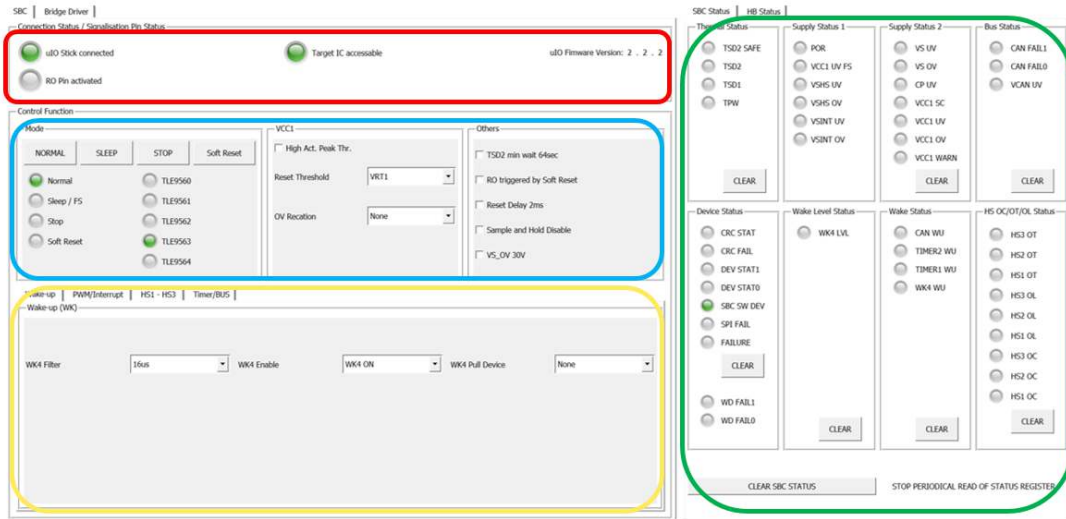 SBC | Bridge Driver |
Connection Status / Signalisation Pin Status
uIO Stick connected
Target IC accessable
uIO Fimware Version: 2 . 2 . 2
RO Pin activated
Control Function
Mode
NORMAL SLEEP STOP Soft Reset
Normal TLE9560
Sleep / FS TLE9561
Stop TLE9562
Soft Reset TLE9563
TLE9564
VCC1
High Act. Peak Thr.
Reset Threshold VRT1
OV Recation None
Others
TSD2 min wait 64sec
RO triggered by Soft Reset
Reset Delay 2ms
Sample and Hold Disable
VS_OV 30V
Wake-up | PWM/Interrupt | HS1 - HS3 | Timer/BUS |
Wake-up (WK)
WK4 Filter 16us WK4 Enable WK4 ON WK4 Pull Device None
SBC Status | HB Status |
Thermal Status
TSD2 SAFE
TSD2
TSD1
TPW
CLEAR
Supply Status 1
POR
VCC1 UV FS
VSHS UV
VSHS OV
VSINT UV
VSINT OV
Supply Status 2
VS UV
VS OV
CP UV
VCC1 SC
VCC1 UV
VCC1 OV
VCC1 WARN
CLEAR
Bus Status
CAN FAIL1
CAN FAIL0
VCAN UV
CLEAR
Device Status
CRC STAT
CRC FAIL
DEV STAT1
DEV STAT0
SBC SW DEV
SPI FAIL
FAILURE
CLEAR
WD FAIL1
WD FAIL0
Wake Level Status
WK4 LVL
CLEAR
Wake Status
CAN WU
TIMER2 WU
TIMER1 WU
WK4 WU
CLEAR
HS OC/OT/OL Status
HS3 OT
HS2 OT
HS1 OT
HS3 OL
HS2 OL
HS1 OL
HS3 OC
HS2 OC
HS1 OC
CLEAR
CLEAR SBC STATUS
STOP PERIODICAL READ OF STATUS REGISTER